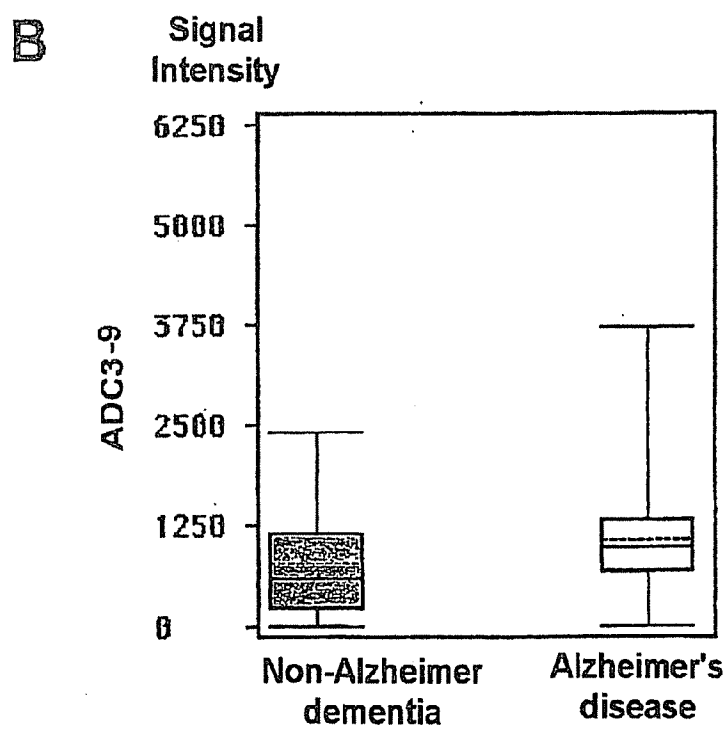 B
Signal
Intensity
6250
5000
3750
2500
1250
0
ADC3-9
Non-Alzheimer
dementia
Alzheimer's
disease